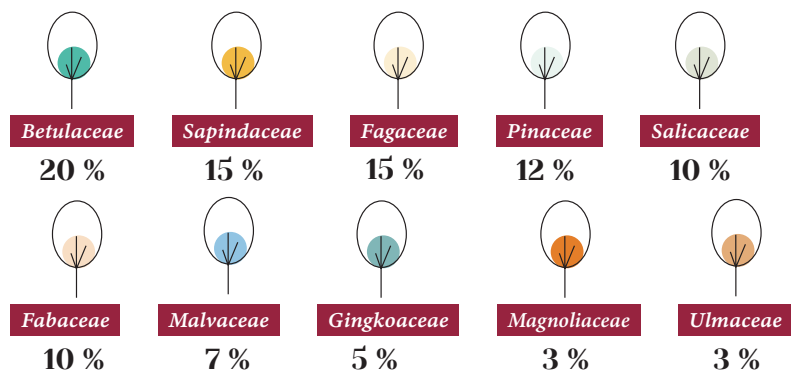 Betulaceae Sapindaceae Fagaceae Pinaceae Salicaceae
20 % 15 % 15 % 12 % 10 %
Fabaceae Malvaceae Gingkoaceae Magnoliaceae Ulmaceae
10 % 7 % 5 % 3 % 3 %